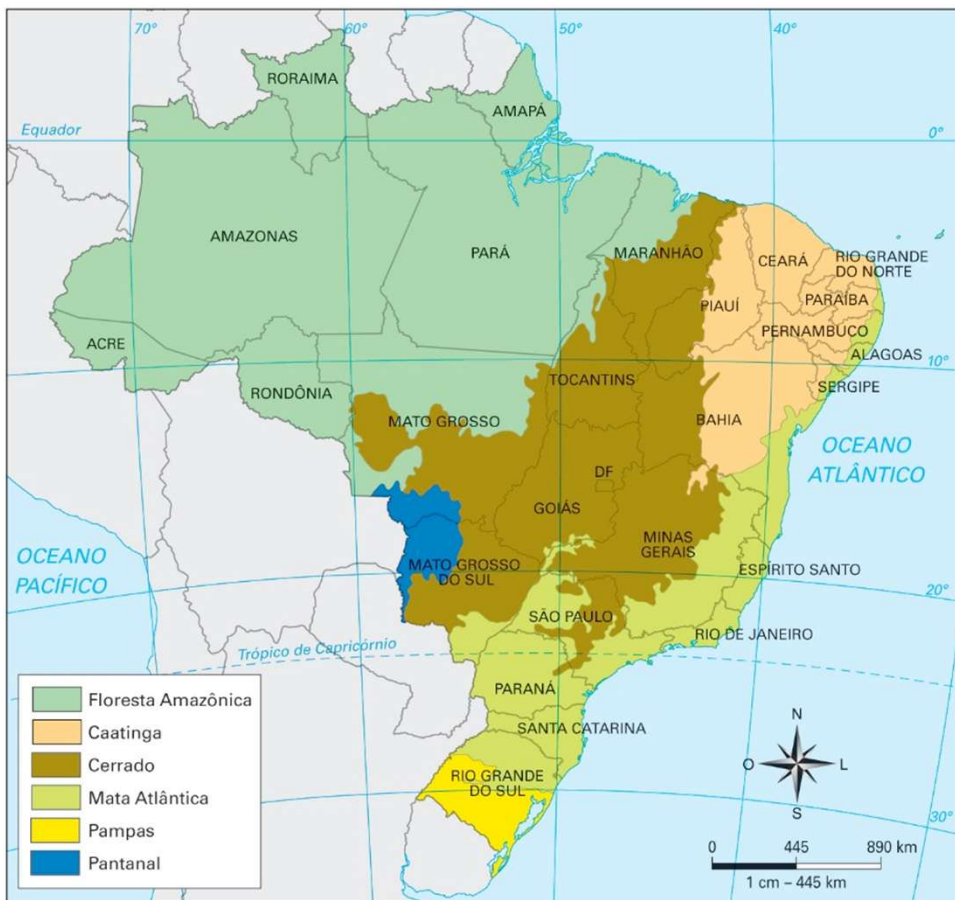 70°
60°
50°
40°
RORAIMA
AMAPÁ
Equador
0°
AMAZONAS
PARÁ
MARANHÃO
CEARÁ
RIO GRANDE
DO NORTE
PIAUÍ
PARAÍBA
PERNAMBUCO
ACRE
ALAGOAS
10°
RONDÔNIA
TOCANTINS
SERGIPE
MATO GROSSO
BAHIA
OCEANO
ATLÂNTICO
DF
GOIÁS
MINAS
GERAIS
OCEANO
PACÍFICO
MATO GROSSO
DO SUL
ESPÍRITO SANTO
20°
SÃO PAULO
RIO DE JANEIRO
Trópico de Capricórnio
PARANÁ
SANTA CATARINA
RIO GRANDE
DO SUL
30°
Floresta Amazônica
Caatinga
Cerrado
Mata Atlântica
Pampas
Pantanal
N
O
L
S
0 445 890 km
1 cm – 445 km